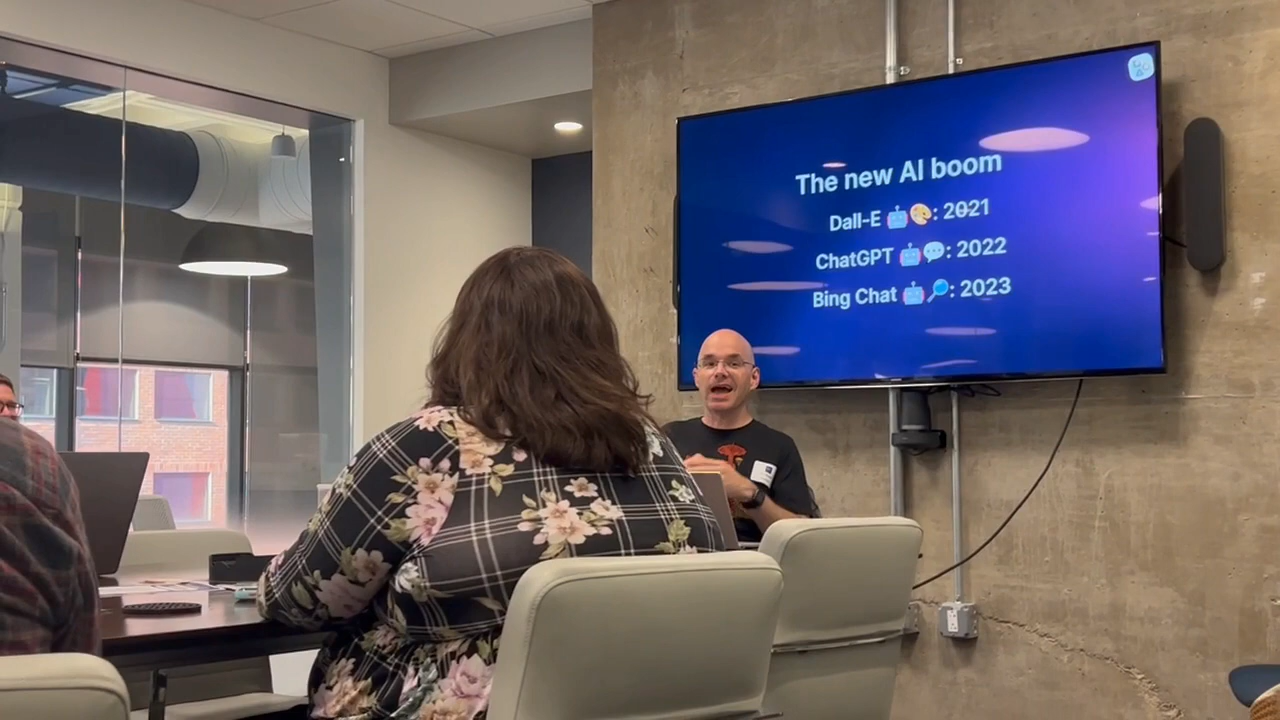 The new AI boom
Dall-E 🤖🎨: 2021
ChatGPT 🤖💬: 2022
Bing Chat 🤖🔎: 2023